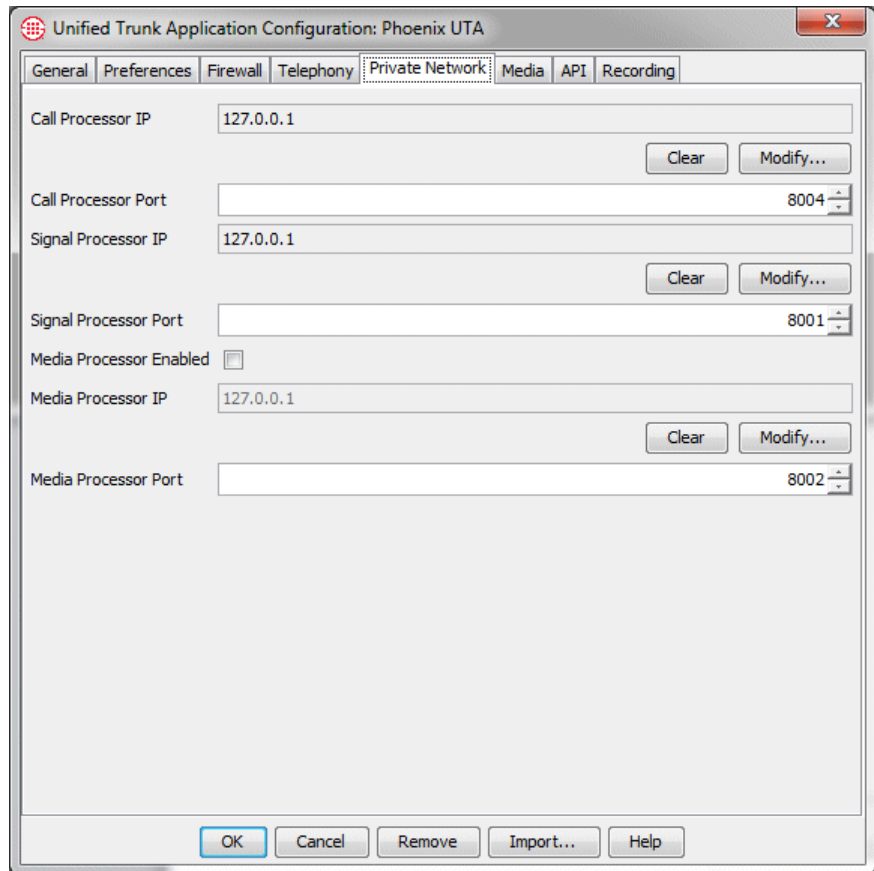 Unified Trunk Application Configuration: Phoenix UTA
General Preferences Firewall Telephony Private Network Media API Recording
Call Processor IP 127.0.0.1
Clear Modify...
Call Processor Port 8004
Signal Processor IP 127.0.0.1
Clear Modify...
Signal Processor Port 8001
Media Processor Enabled
Media Processor IP 127.0.0.1
Clear Modify...
Media Processor Port 8002
OK Cancel Remove Import... Help